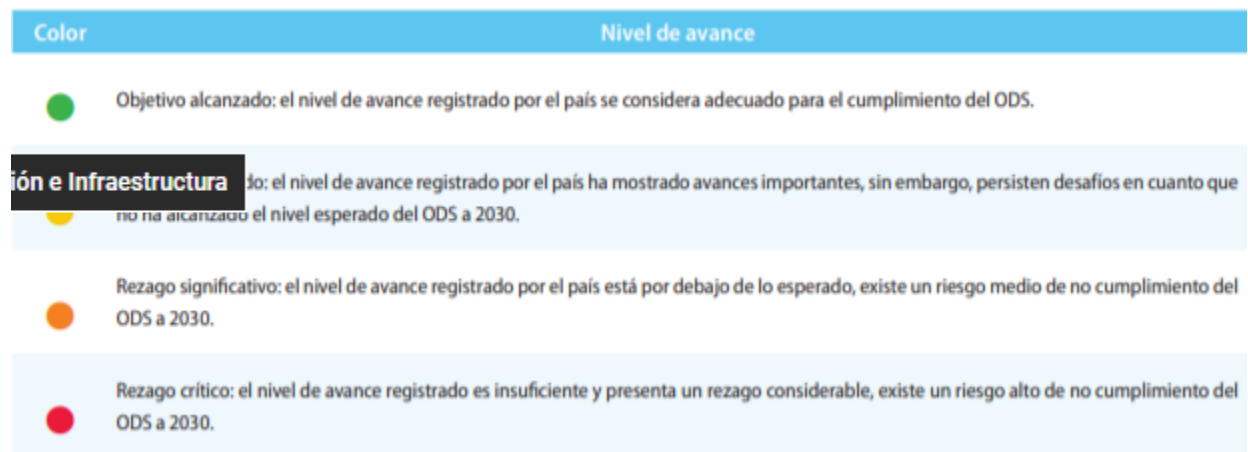 Color Nivel de avance
Objetivo alcanzado: el nivel de avance registrado por el país se considera adecuado para el cumplimiento del ODS.
ión e Infraestructura do: el nivel de avance registrado por el país ha mostrado avances importantes, sin embargo, persisten desafíos en cuanto que
no ha alcanzado el nivel esperado del ODS a 2030.
Rezago significativo: el nivel de avance registrado por el país está por debajo de lo esperado, existe un riesgo medio de no cumplimiento del
ODS a 2030.
Rezago crítico: el nivel de avance registrado es insuficiente y presenta un rezago considerable, existe un riesgo alto de no cumplimiento del
ODS a 2030.